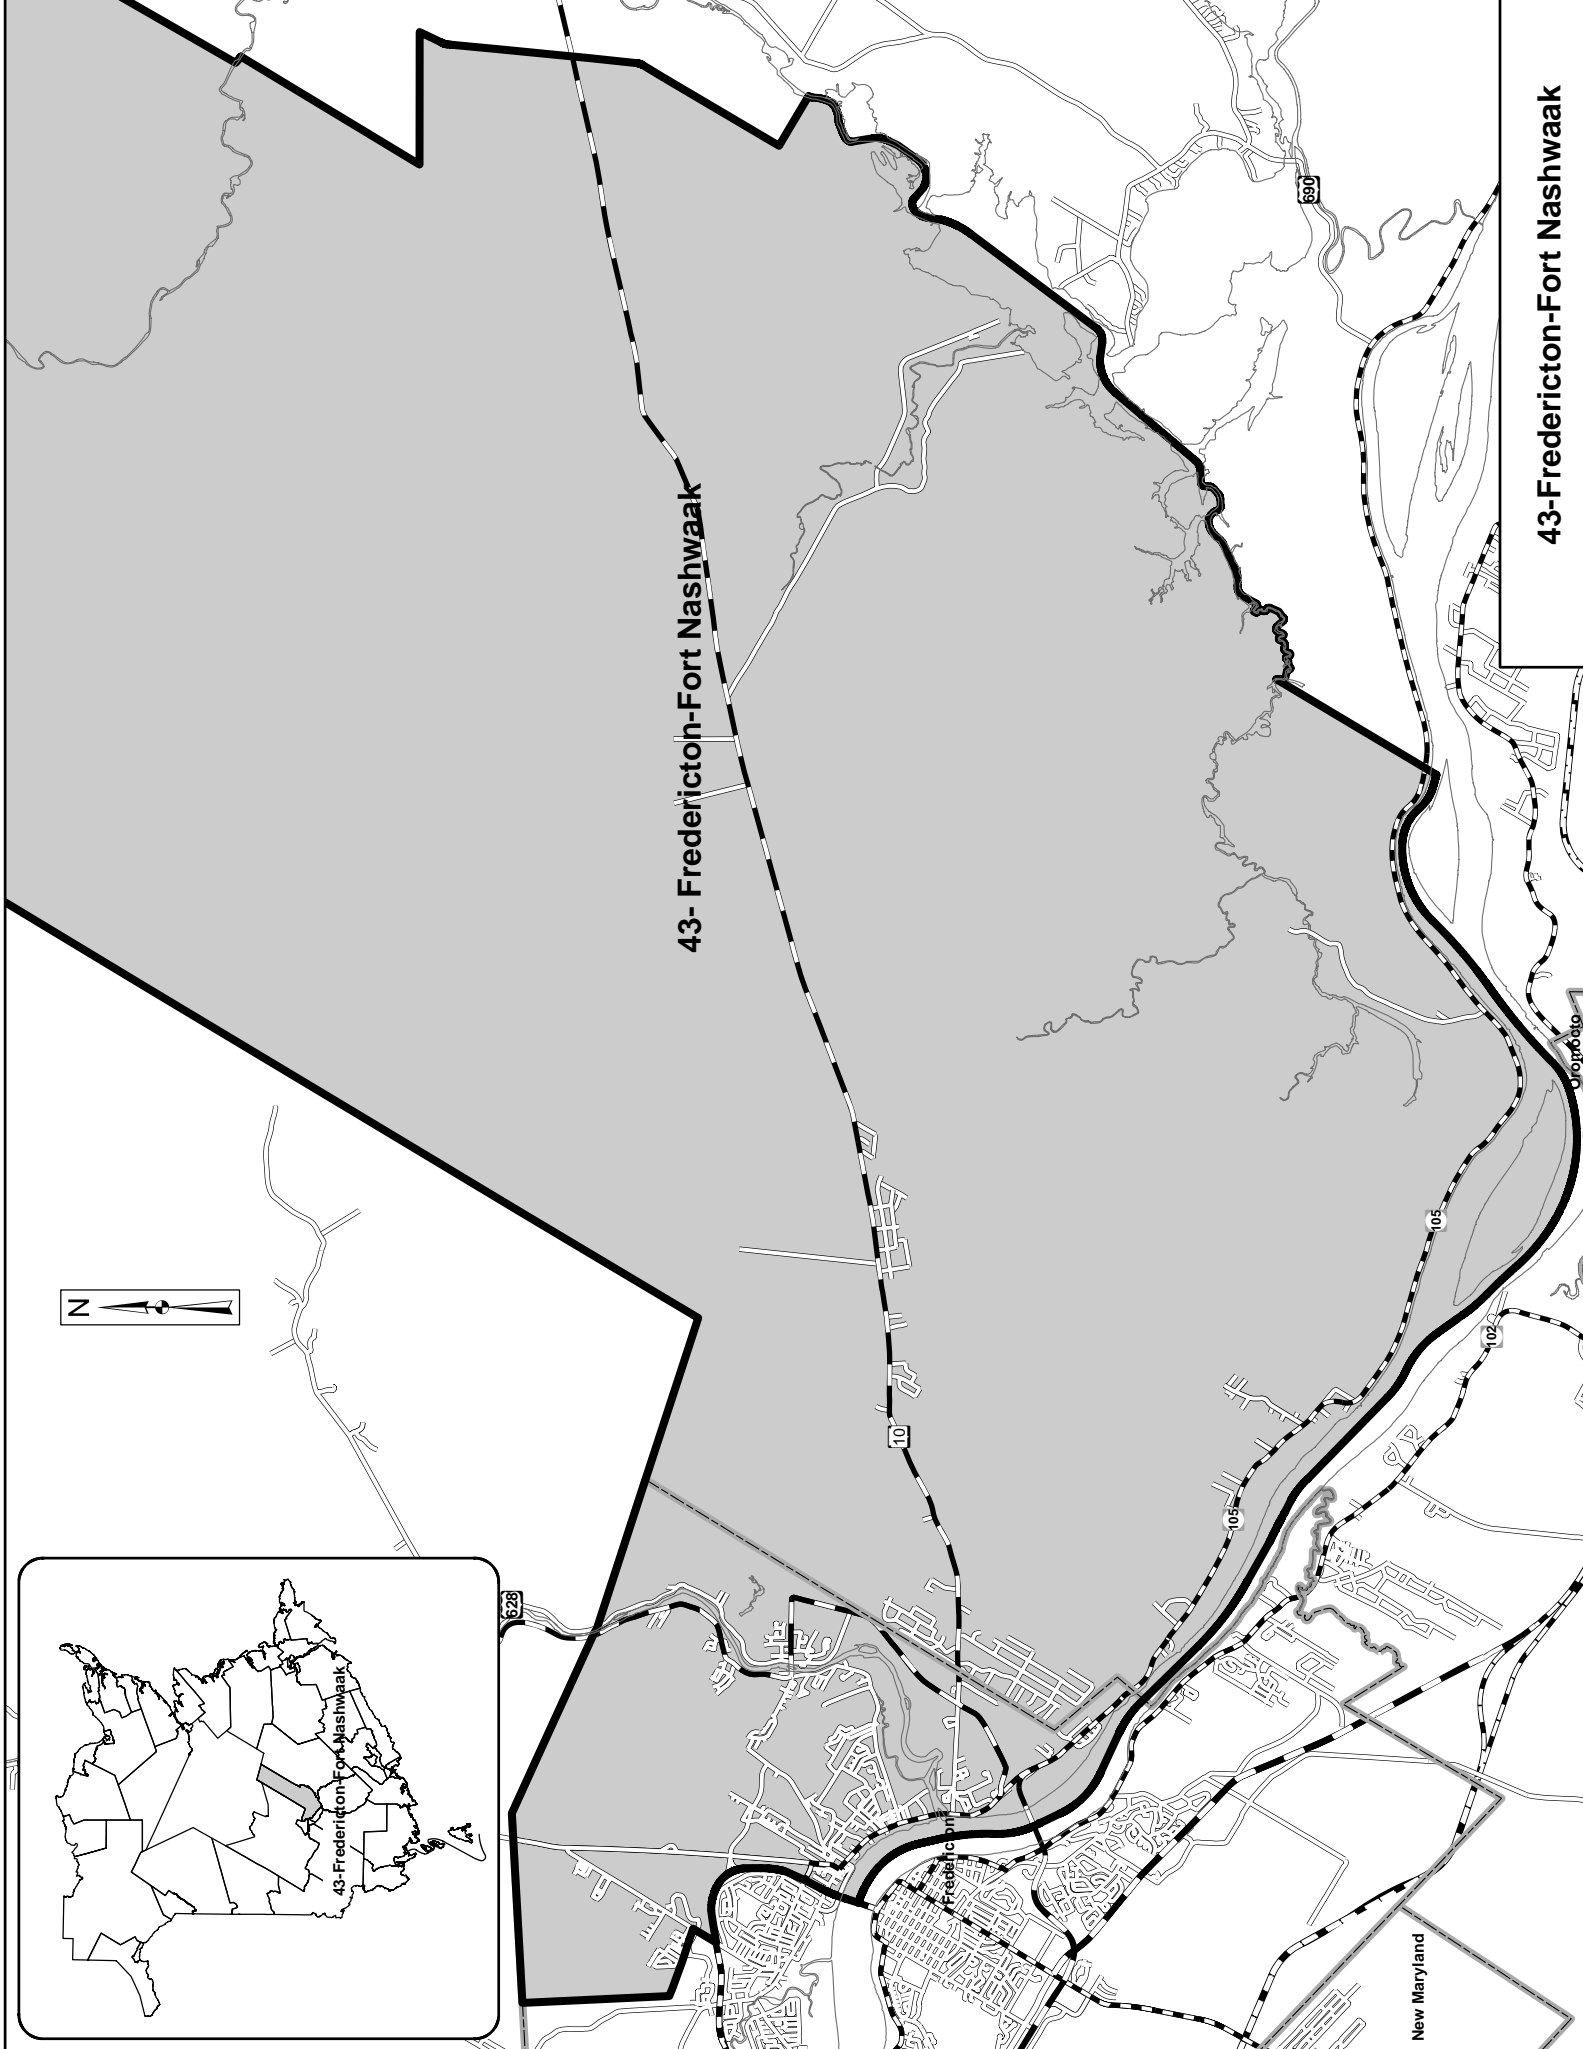 43-Fredericton-Fort Nashwaak
N
628
43- Fredericton-Fort Nashwaak
10
Fredericton
105
105
102
690
New Maryland
Oromocto
43-Fredericton-Fort Nashwaak